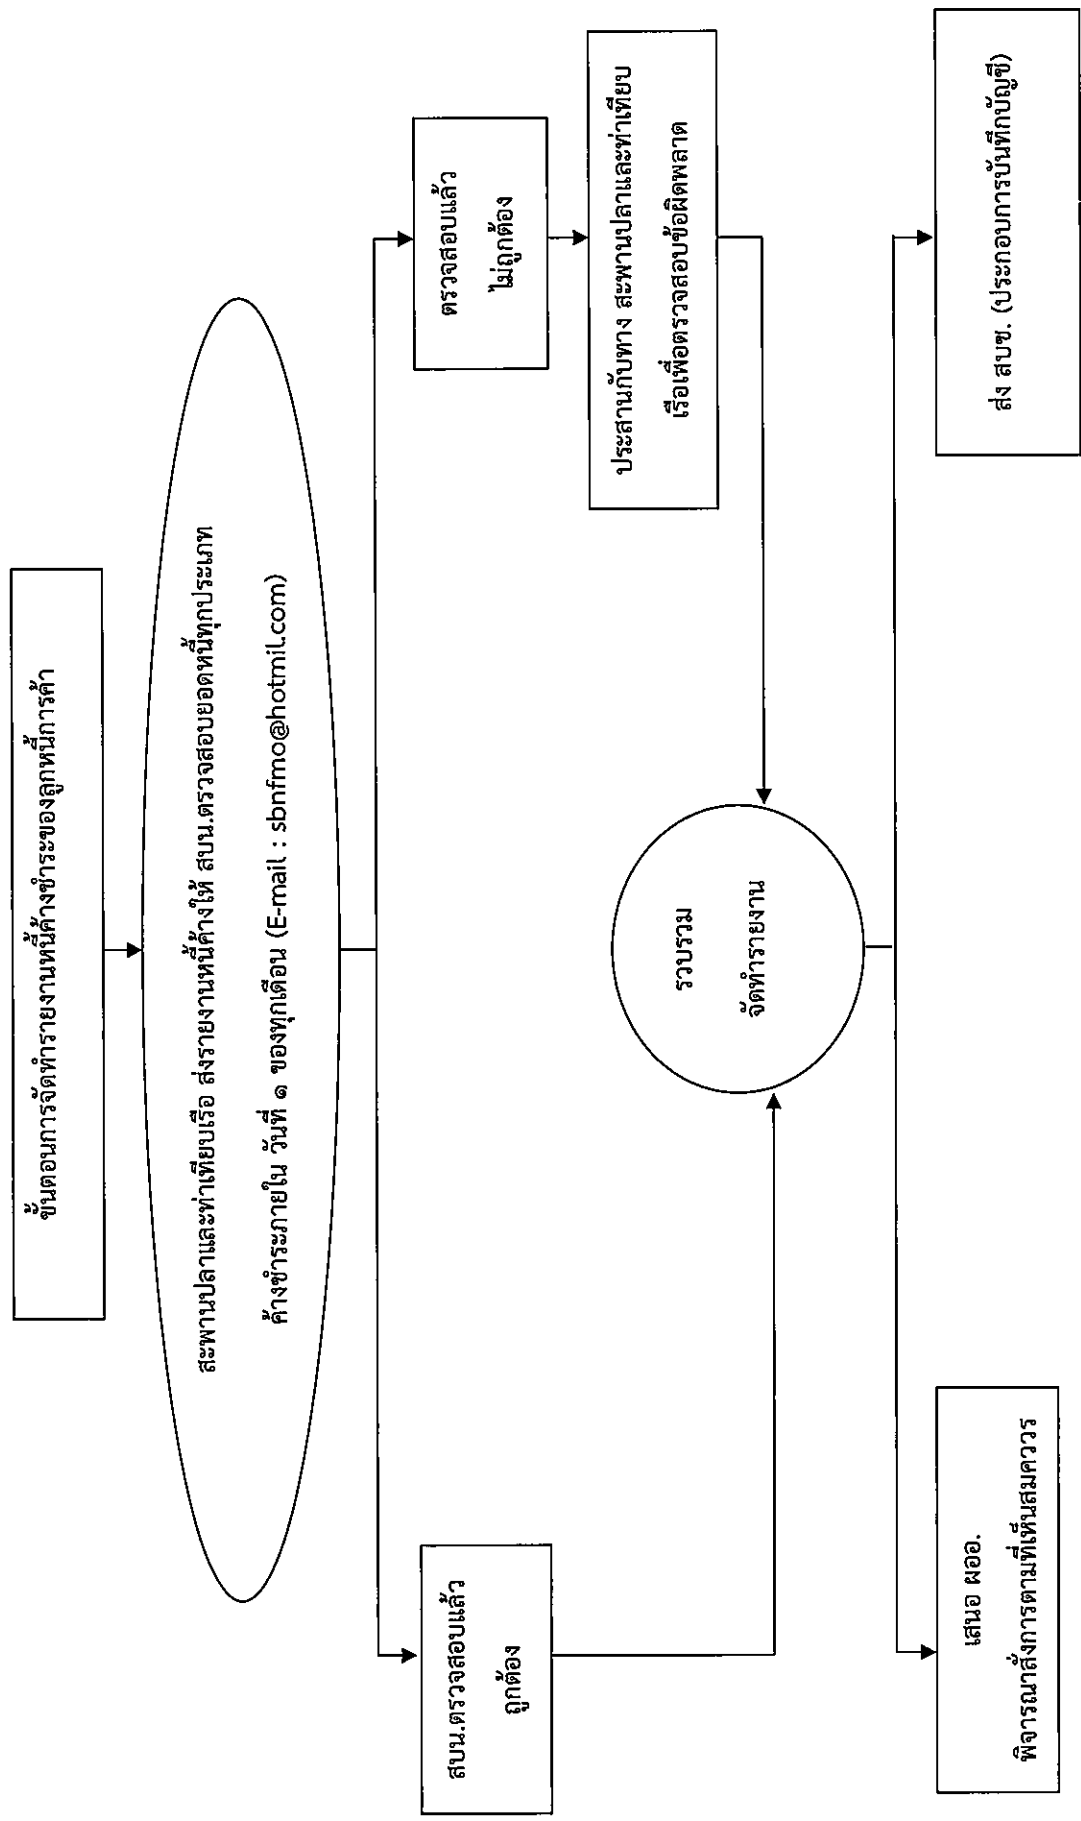 ขั้นตอนการจัดทำรายงานหนี้ค้างชำระของลูกหนี้การค้า
สะพานปลาและท่าเทียบเรือ ส่งรายงานหนี้ค้างให้ สบน.ตรวจสอบยอดหนี้ทุกประเภท
ค้างชำระภายใน วันที่ ๑ ของทุกเดือน (E-mail : sbnfmo@hotmil.com)
สบน.ตรวจสอบแล้ว
ถูกต้อง
ตรวจสอบแล้ว
ไม่ถูกต้อง
ประสานกับทาง สะพานปลาและท่าเทียบ
เรือเพื่อตรวจสอบข้อผิดพลาด
รวบรวม
จัดทำรายงาน
เสนอ ผออ.
พิจารณาสั่งการตามที่เห็นสมควร
ส่ง สบช. (ประกอบการบันทึกบัญชี)